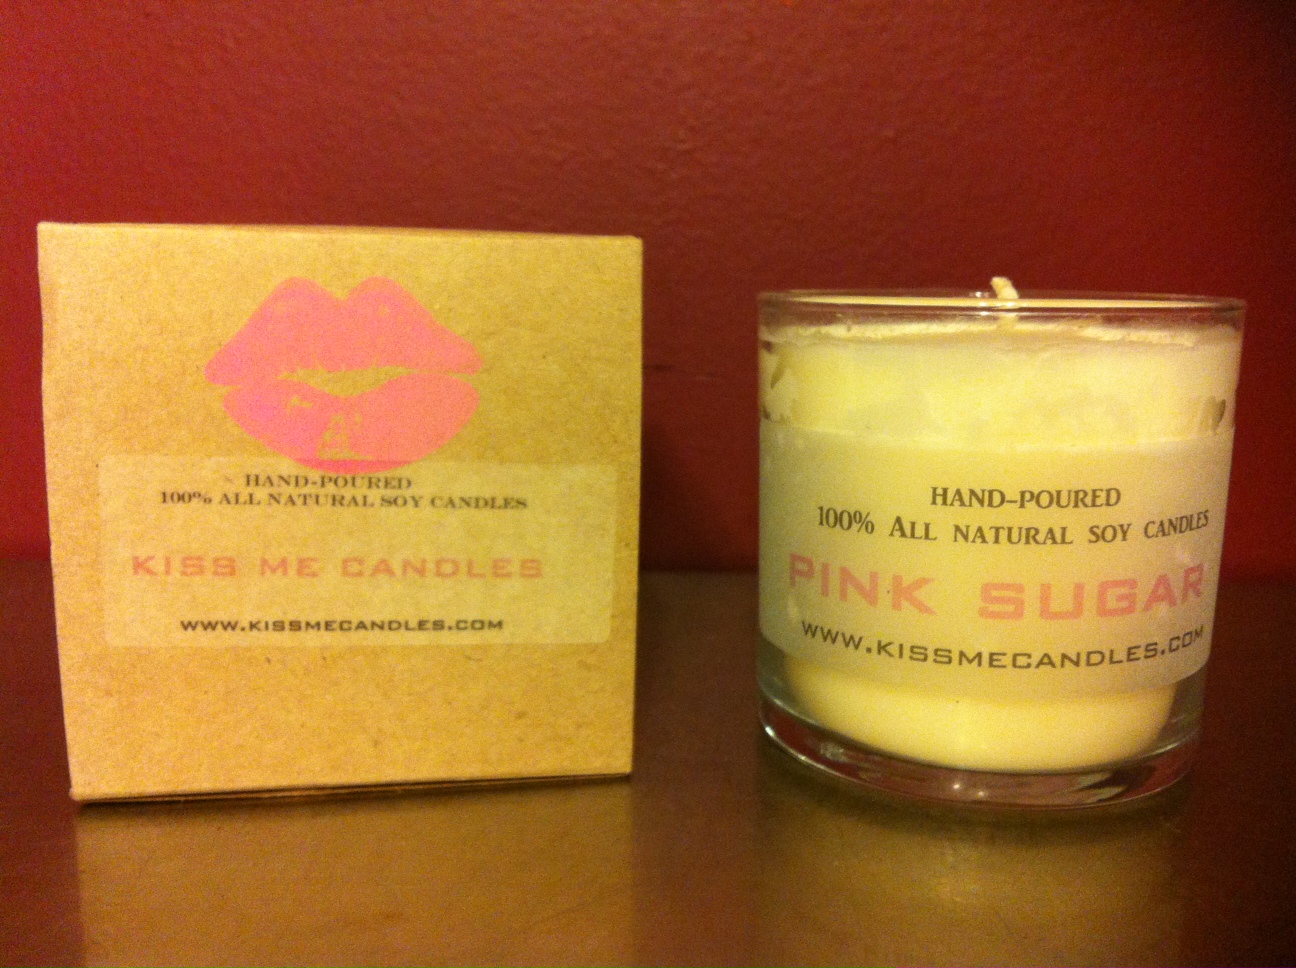 HAND-POURED
100% ALL NATURAL SOY CANDLES
KISS ME CANDLES
WWW.KISSMECANDLES.COM
HAND-POURED
100% ALL NATURAL SOY CANDLES
PINK SUGAR
WWW.KISSMECANDLES.COM